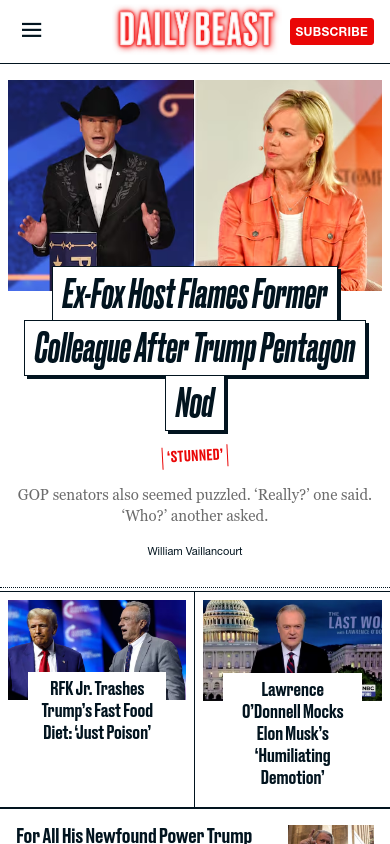 DAILY BEAST
SUBSCRIBE
STOMP
P
Ex-Fox Host Flames Former
Colleague After Trump Pentagon
Nod
‘STUNNED’
GOP senators also seemed puzzled. ‘Really?’ one said.
‘Who?’ another asked.
William Vaillancourt
THE
LAST WO
RFK Jr. Trashes
Trump’s Fast Food
Diet: ‘Just Poison’
NBC
Lawrence
O’Donnell Mocks
Elon Musk’s
‘Humiliating
Demotion’
For All His Newfound Power Trump